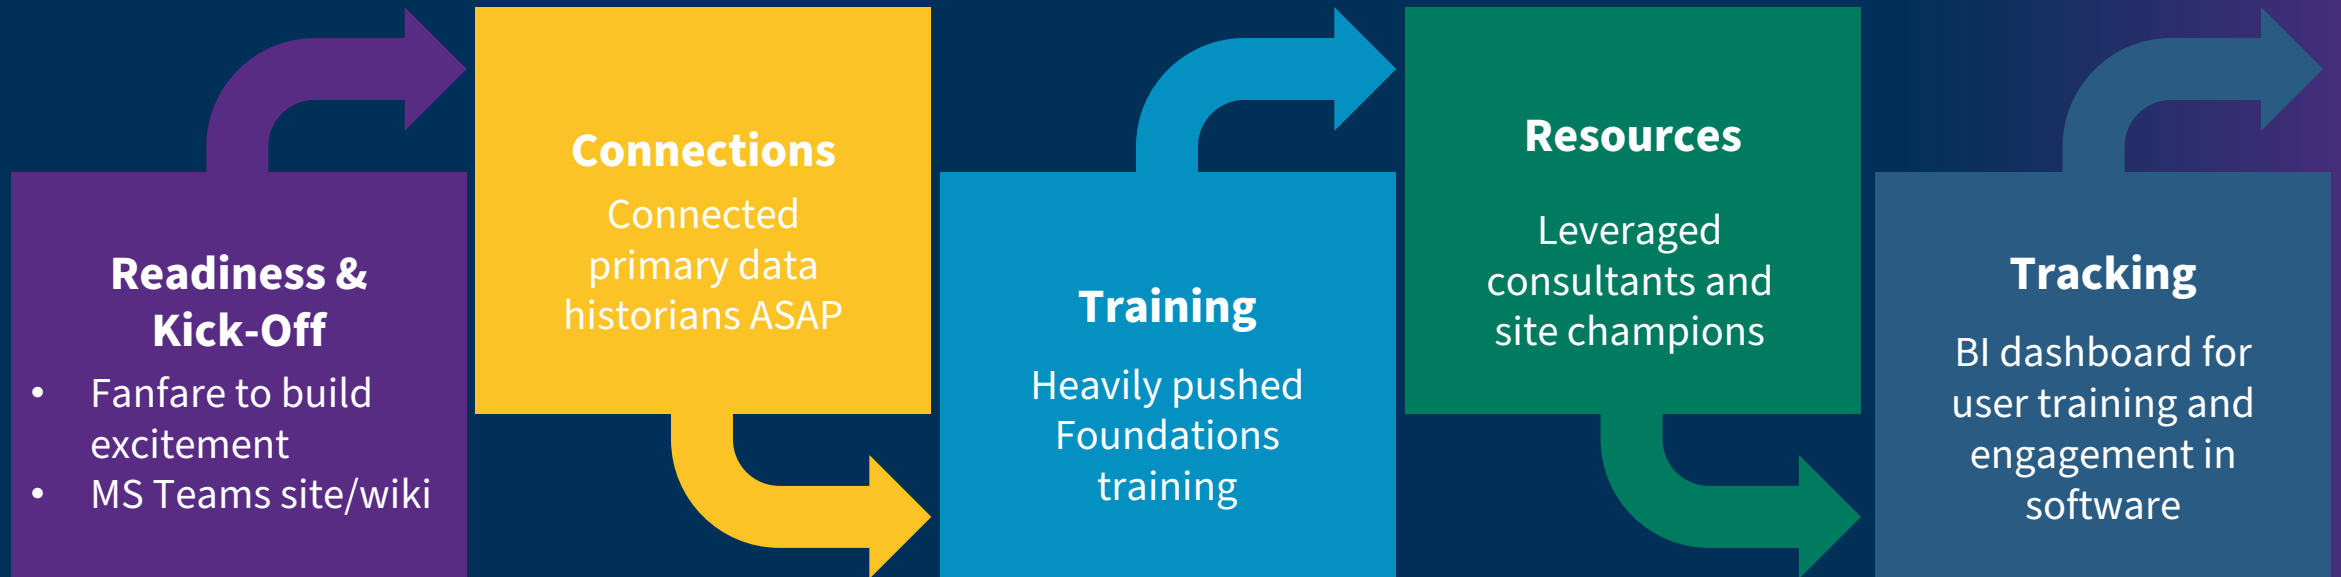 Readiness &
Kick-Off
• Fanfare to build
excitement
• MS Teams site/wiki
Connections
Connected
primary data
historians ASAP
Training
Heavily pushed
Foundations
training
Resources
Leveraged
consultants and
site champions
Tracking
BI dashboard for
user training and
engagement in
software